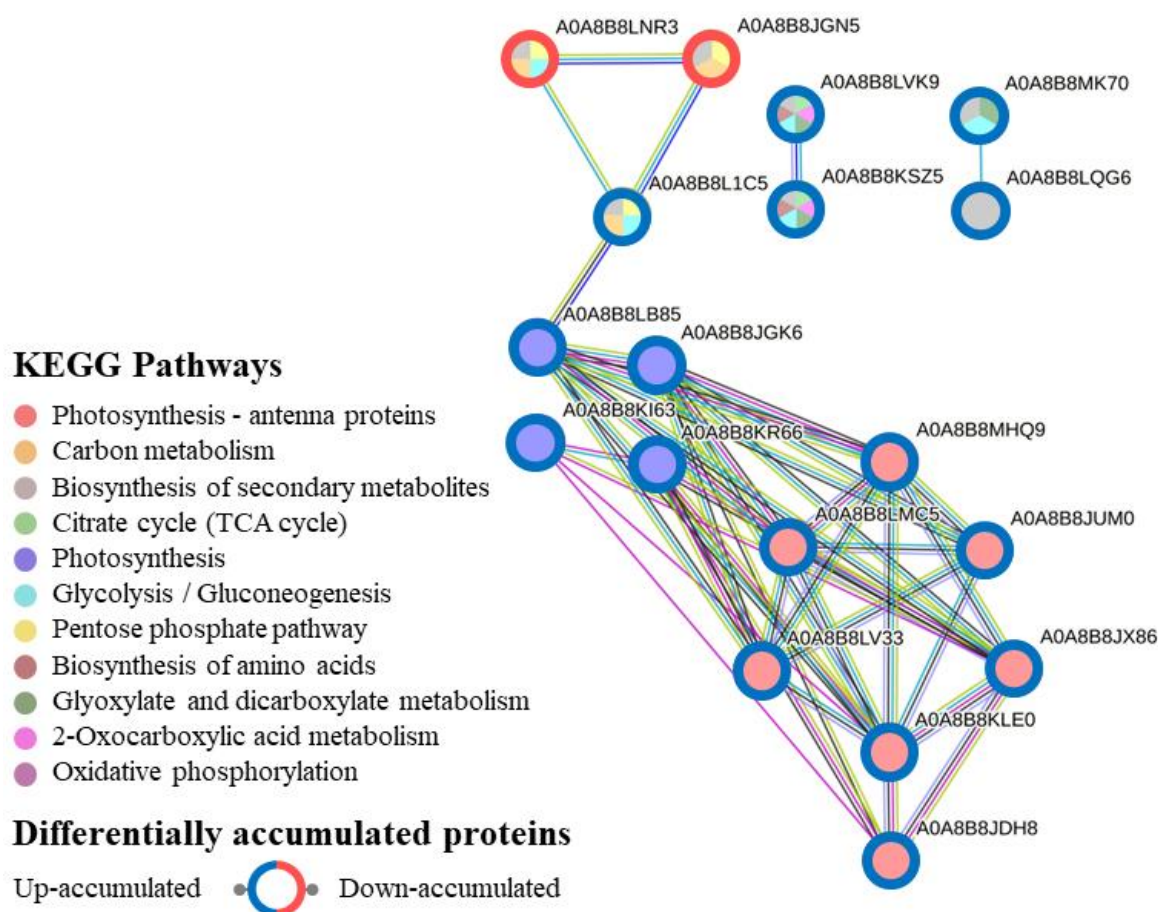 A0A8B8LNR3
A0A8B8JGN5
A0A8B8LVK9
A0A8B8MK70
A0A8B8L1C5
A0A8B8KSZ5
A0A8B8LQG6
A0A8B8LB85
A0A8B8JGK6
A0A8B8KI63
A0A8B8KR66
A0A8B8MHQ9
A0A8B8LMC5
A0A8B8JUM0
A0A8B8LV33
A0A8B8JX86
A0A8B8KLE0
A0A8B8JDH8
KEGG Pathways
Photosynthesis - antenna proteins
Carbon metabolism
Biosynthesis of secondary metabolites
Citrate cycle (TCA cycle)
Photosynthesis
Glycolysis / Gluconeogenesis
Pentose phosphate pathway
Biosynthesis of amino acids
Glyoxylate and dicarboxylate metabolism
2-Oxocarboxylic acid metabolism
Oxidative phosphorylation
Differentially accumulated proteins
Up-accumulated Down-accumulated